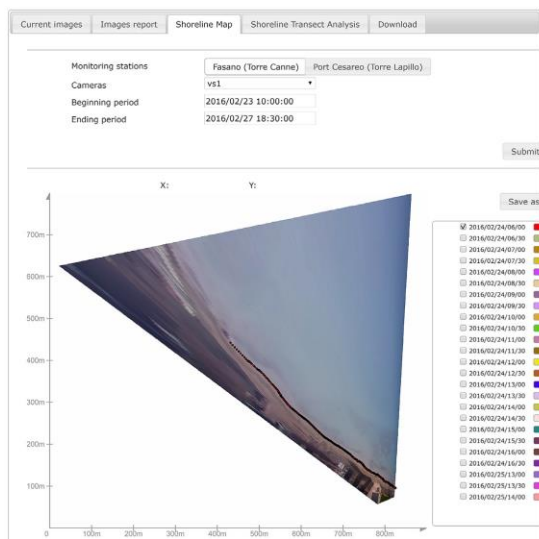 Current images Images report Shoreline Map Shoreline Transect Analysis Download
Monitoring stations Fasano (Torre Canne) Port Cesareo (Torre Lapillo)
Cameras vs1
Beginning period 2016/02/23 10:00:00
Ending period 2016/02/27 18:30:00
Submit
X: Y:
Save as
700m
600m
500m
400m
300m
200m
100m
0 100m 200m 300m 400m 500m 600m 700m 800m
2016/02/24/06/00
2016/02/24/06/30
2016/02/24/07/00
2016/02/24/07/30
2016/02/24/08/00
2016/02/24/08/30
2016/02/24/09/00
2016/02/24/09/30
2016/02/24/10/00
2016/02/24/10/30
2016/02/24/11/00
2016/02/24/11/30
2016/02/24/12/00
2016/02/24/12/30
2016/02/24/13/00
2016/02/24/13/30
2016/02/24/14/00
2016/02/24/14/30
2016/02/24/15/00
2016/02/24/15/30
2016/02/24/16/00
2016/02/24/16/30
2016/02/25/13/00
2016/02/25/13/30
2016/02/25/14/00